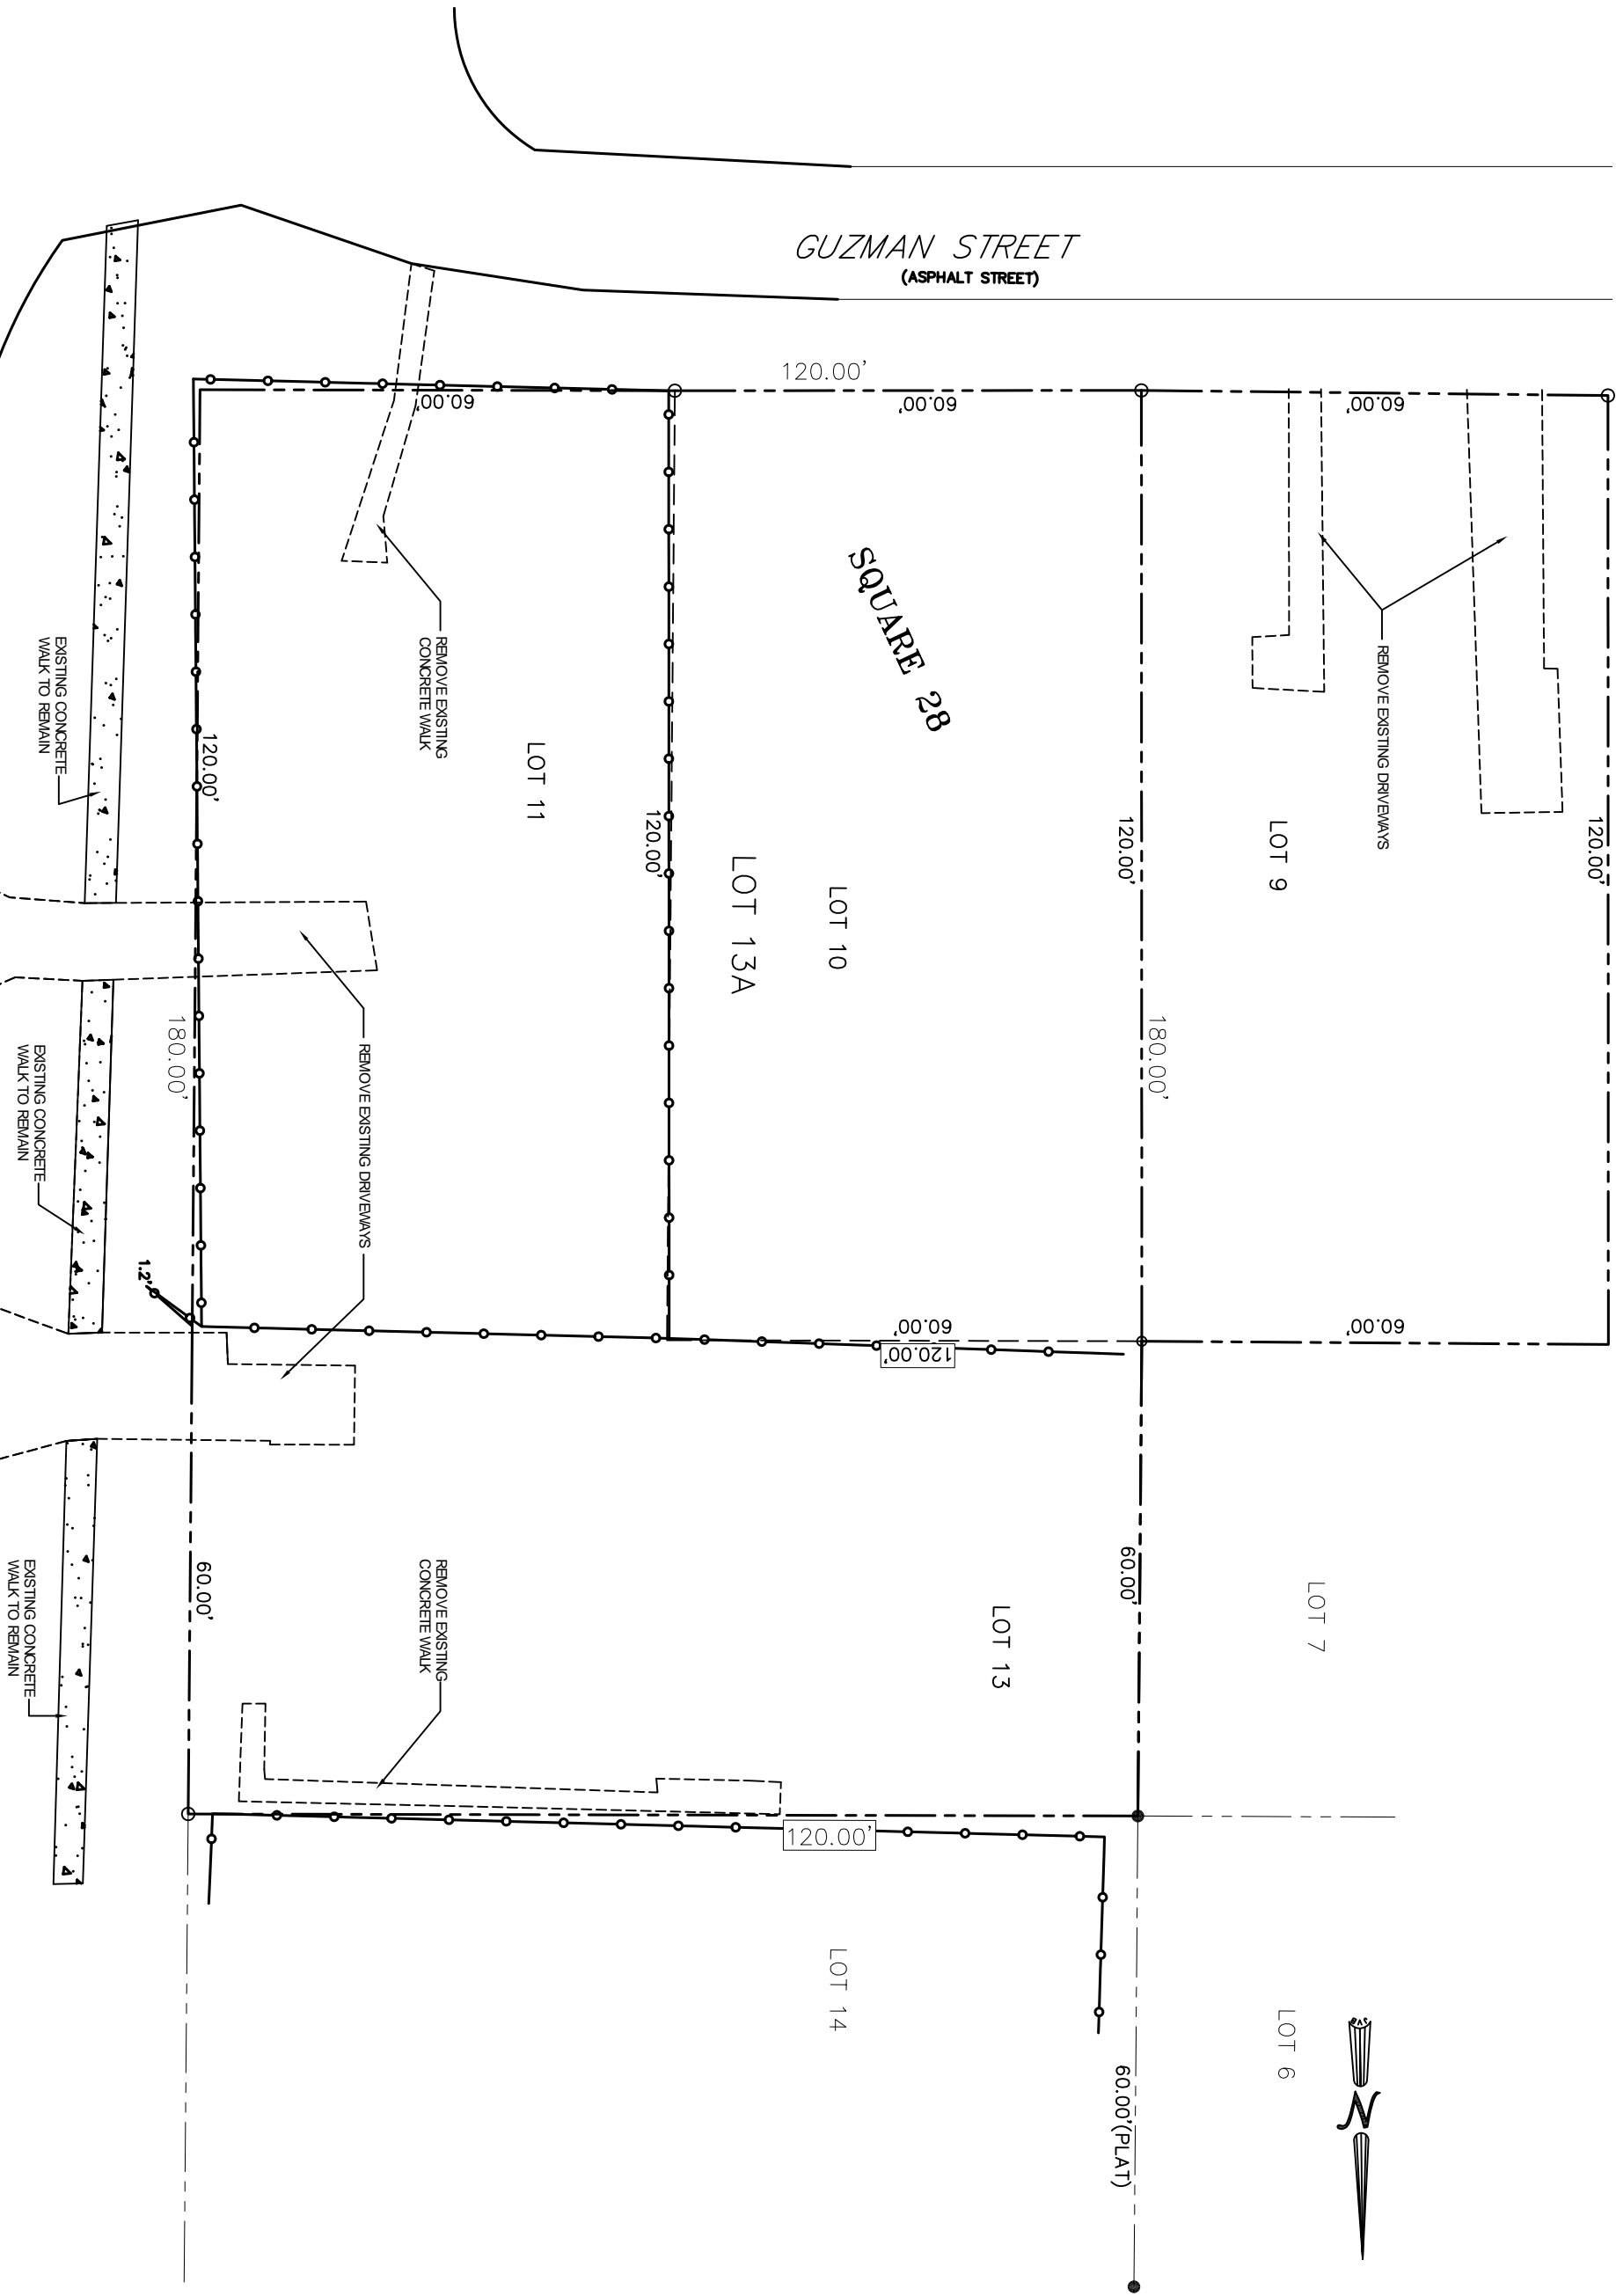 GUZMAN STREET
(ASPHALT STREET)
120.00'
60.00'
60.00'
60.00'
SQUARE 28
REMOVE EXISTING DRIVEWAYS
REMOVE EXISTING
CONCRETE WALK
EXISTING CONCRETE
WALK TO REMAIN
LOT 11
120.00'
120.00'
120.00'
120.00'
LOT 9
LOT 10
LOT 13A
180.00'
180.00'
REMOVE EXISTING DRIVEWAYS
EXISTING CONCRETE
WALK TO REMAIN
1.2'
60.00'
60.00'
120.00'
60.00'
60.00'
LOT 7
LOT 13
REMOVE EXISTING
CONCRETE WALK
EXISTING CONCRETE
WALK TO REMAIN
120.00'
LOT 14
LOT 6
60.00'(PLAT)
N